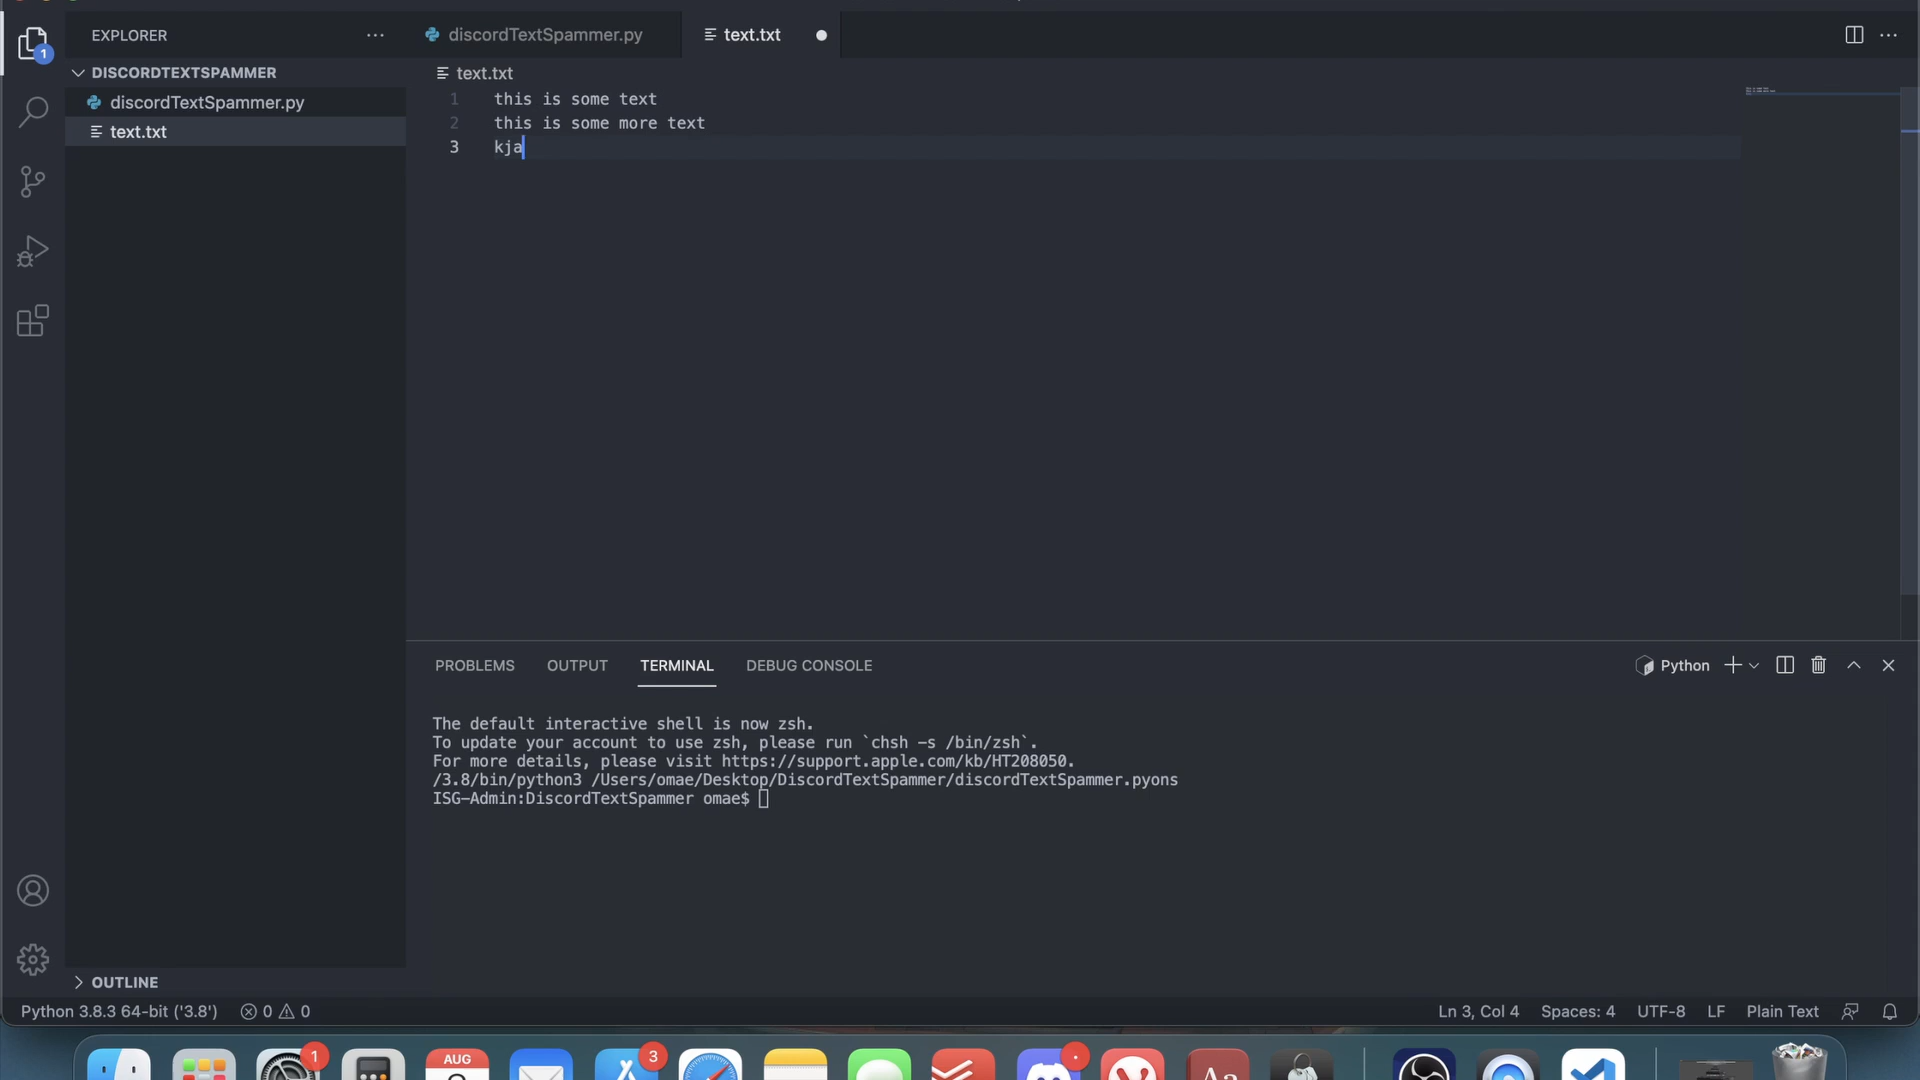 EXPLORER
discordTextSpammer.py
text.txt
DISCORDTEXTSPAMMER
discordTextSpammer.py
text.txt
text.txt
1 this is some text
2 this is some more text
3 kja
1
PROBLEMS OUTPUT TERMINAL DEBUG CONSOLE
Python
The default interactive shell is now zsh.
To update your account to use zsh, please run `chsh -s /bin/zsh`.
For more details, please visit https://support.apple.com/kb/HT208050.
/3.8/bin/python3 /Users/omae/Desktop/DiscordTextSpammer/discordTextSpammer.pyons
ISG-Admin:DiscordTextSpammer omae$
OUTLINE
Python 3.8.3 64-bit ('3.8') 0 0 Ln 3, Col 4 Spaces: 4 UTF-8 LF Plain Text
1 AUG 3 Aa